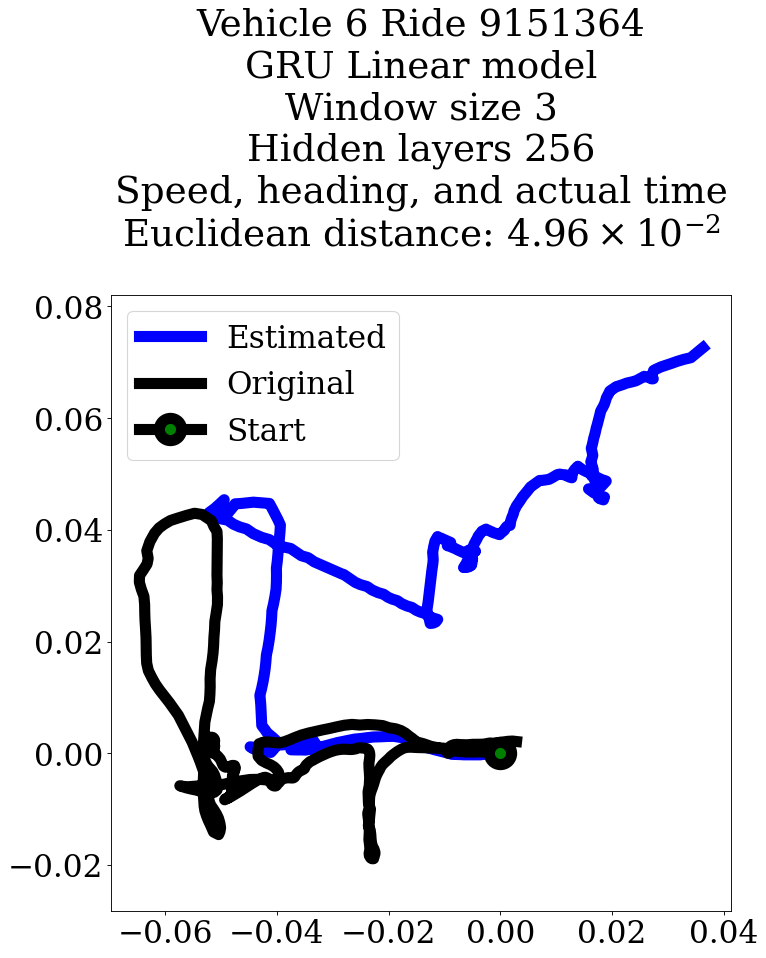 Vehicle 6 Ride 9151364
GRU Linear model
Window size 3
Hidden layers 256
Speed, heading, and actual time
Euclidean distance: 4.96 × 10⁻²
0.08
0.06
0.04
0.02
0.00
−0.02
Estimated
Original
Start
−0.06 −0.04 −0.02 0.00 0.02 0.04